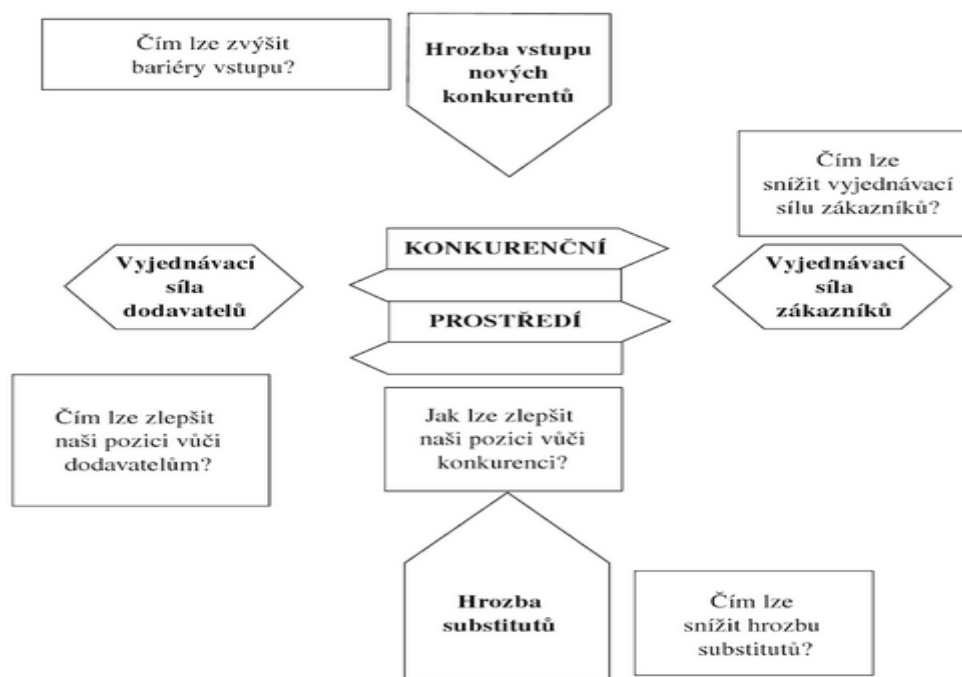 Čím lze zvýšit
bariéry vstupu?
Hrozba vstupu
nových
konkurentů
Čím lze
snížit vyjednávací
sílu zákazníků?
Vyjednávací
síla
dodavatelů
KONKURENČNÍ
PROSTŘEDÍ
Vyjednávací
síla
zákazníků
Čím lze zlepšit
naši pozici vůči
dodavatelům?
Jak lze zlepšit
naši pozici vůči
konkurenci?
Hrozba
substitutů
Čím lze
snížit hrozbu
substitutů?